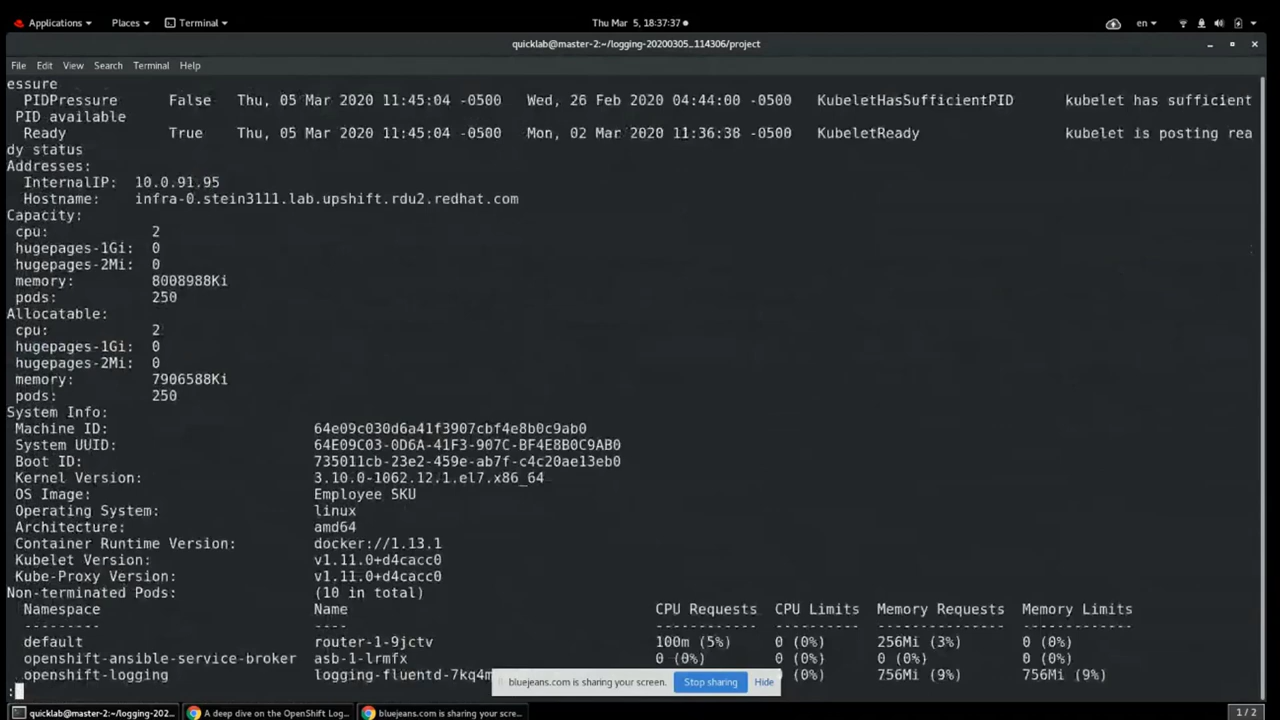 Applications Places Terminal Thu Mar 5, 18:37:37 en
quicklab@master-2:~/logging-20200305_114306/project
File Edit View Search Terminal Help
essure
PIDPressure False Thu, 05 Mar 2020 11:45:04 -0500 Wed, 26 Feb 2020 04:44:00 -0500 KubeletHasSufficientPID kubelet has sufficient
PID available
Ready True Thu, 05 Mar 2020 11:45:04 -0500 Mon, 02 Mar 2020 11:36:38 -0500 KubeletReady kubelet is posting rea
dy status
Addresses:
InternalIP: 10.0.91.95
Hostname: infra-0.stein3111.lab.upshift.rdu2.redhat.com
Capacity:
cpu: 2
hugepages-1Gi: 0
hugepages-2Mi: 0
memory: 8008988Ki
pods: 250
Allocatable:
cpu: 2
hugepages-1Gi: 0
hugepages-2Mi: 0
memory: 7906588Ki
pods: 250
System Info:
Machine ID: 64e09c030d6a41f3907cbf4e8b0c9ab0
System UUID: 64E09C03-0D6A-41F3-907C-BF4E8B0C9AB0
Boot ID: 735011cb-23e2-459e-ab7f-c4c20ae13eb0
Kernel Version: 3.10.0-1062.12.1.el7.x86_64
OS Image: Employee SKU
Operating System: linux
Architecture: amd64
Container Runtime Version: docker://1.13.1
Kubelet Version: v1.11.0+d4cacc0
Kube-Proxy Version: v1.11.0+d4cacc0
Non-terminated Pods: (10 in total)
Namespace Name CPU Requests CPU Limits Memory Requests Memory Limits
--------- ---- ------------ ---------- --------------- -------------
default router-1-9jctv 100m (5%) 0 (0%) 256Mi (3%) 0 (0%)
openshift-ansible-service-broker asb-1-lrmfx 0 (0%) 0 (0%) 0 (0%) 0 (0%)
openshift-logging logging-fluentd-7kq4m (0%) 756Mi (9%) 756Mi (9%)
bluejeans.com is sharing your screen. Stop sharing Hide
:
quicklab@master-2:~/logging-202... A deep dive on the OpenShift Log... bluejeans.com is sharing your scre... 1 / 2